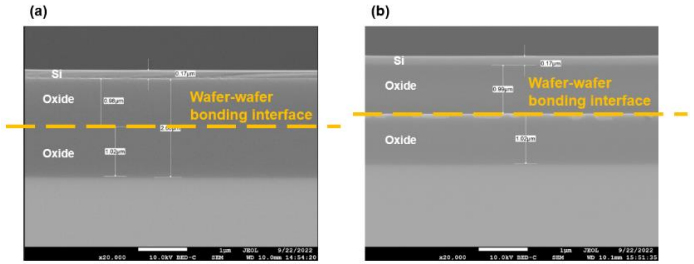 (a)
Si
0.17μm
Oxide
0.98μm
Wafer-wafer
bonding interface
Oxide
1.02μm
1μm JEOL 9/22/2022
x20,000 10.0kV BED-C SEM WD 10.0mm 14:54:20
(b)
Si
0.17μm
Oxide
0.99μm
Wafer-wafer
bonding interface
Oxide
1.02μm
1μm JEOL 9/22/2022
x20,000 10.0kV BED-C SEM WD 10.1mm 15:51:35